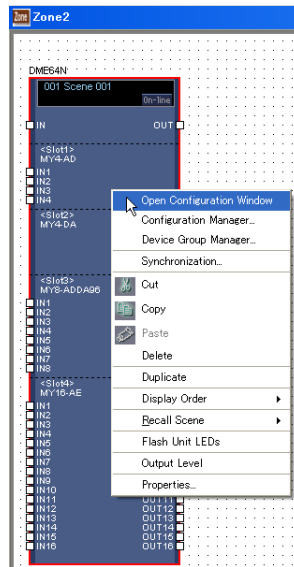 Zone Zone2
DME64N
001 Scene 001
On-line
IN OUT
<Slot1>
MY4-AD
IN1
IN2
IN3
IN4
<Slot2>
MY4-DA
<Slot3>
MY8-ADDA96
IN1
IN2
IN3
IN4
IN5
IN6
IN7
IN8
<Slot4>
MY16-AE
IN1
IN2
IN3
IN4
IN5
IN6
IN7
IN8
IN9
IN10
IN11 OUT11
IN12 OUT12
IN13 OUT13
IN14 OUT14
IN15 OUT15
IN16 OUT16
Open Configuration Window
Configuration Manager...
Device Group Manager...
Synchronization...
Cut
Copy
Paste
Delete
Duplicate
Display Order
Recall Scene
Flash Unit LEDs
Output Level
Properties...